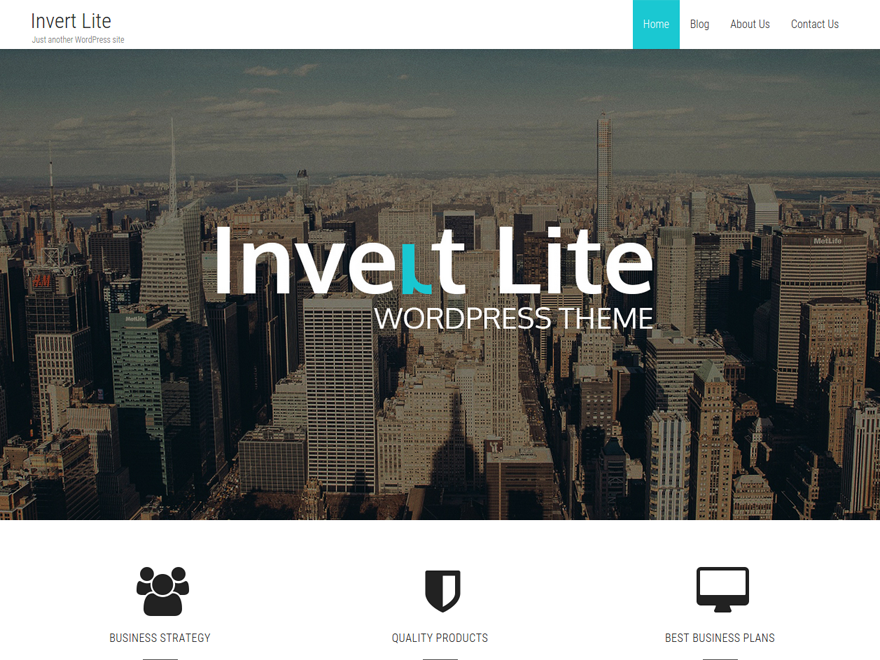 Invert Lite
Just another WordPress site
Home Blog About Us Contact Us
MetLife
H&M
MetLife
Invert Lite
WORDPRESS THEME
BUSINESS STRATEGY
QUALITY PRODUCTS
BEST BUSINESS PLANS